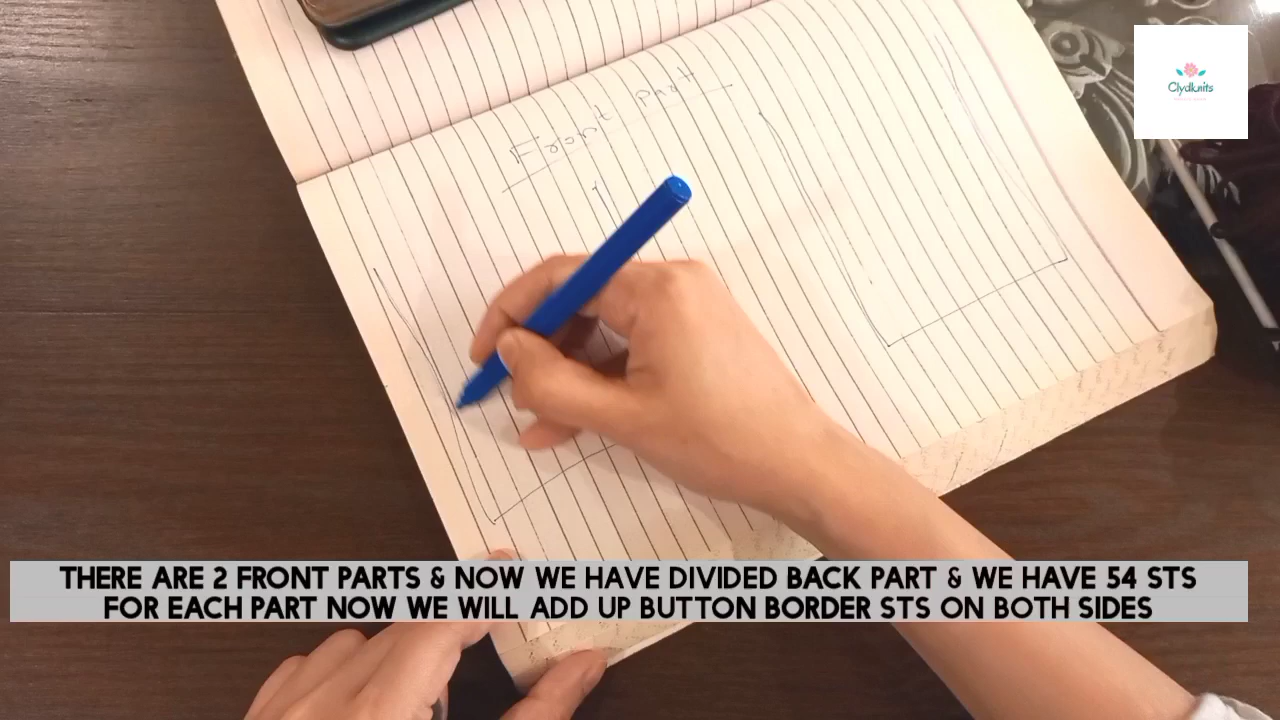 Clydknits
Front part
THERE ARE 2 FRONT PARTS & NOW WE HAVE DIVIDED BACK PART & WE HAVE 54 STS
FOR EACH PART NOW WE WILL ADD UP BUTTON BORDER STS ON BOTH SIDES